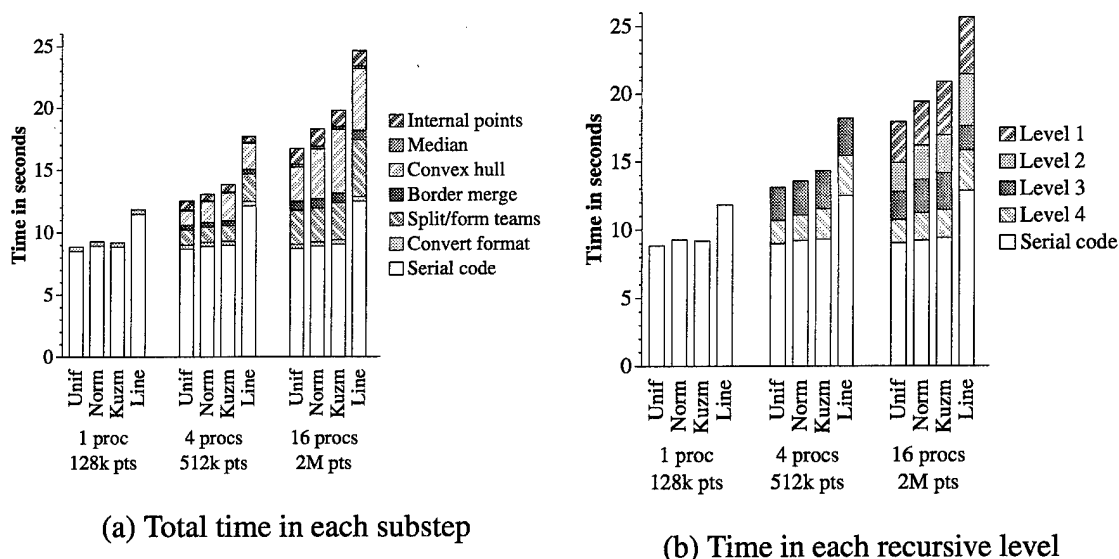 25
20
15
10
5
0
Time in seconds
Internal points
Median
Convex hull
Border merge
Split/form teams
Convert format
Serial code
Unif Norm Kuzm Line
Unif Norm Kuzm Line
Unif Norm Kuzm Line
1 proc 4 procs 16 procs
128k pts 512k pts 2M pts
(a) Total time in each substep
25
20
15
10
5
0
Time in seconds
Level 1
Level 2
Level 3
Level 4
Serial code
Unif Norm Kuzm Line
Unif Norm Kuzm Line
Unif Norm Kuzm Line
1 proc 4 procs 16 procs
128k pts 512k pts 2M pts
(b) Time in each recursive level